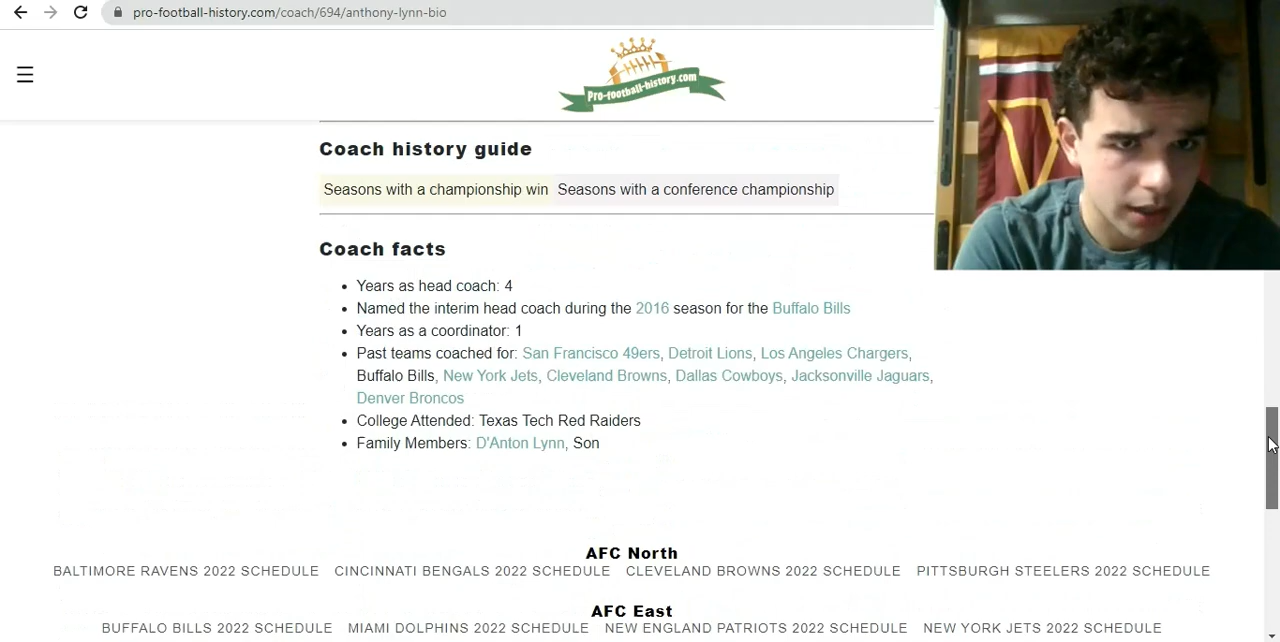 pro-football-history.com/coach/694/anthony-lynn-bio
Pro-football-history.com
Coach history guide
Seasons with a championship win Seasons with a conference championship
Coach facts
• Years as head coach: 4
• Named the interim head coach during the 2016 season for the Buffalo Bills
• Years as a coordinator: 1
• Past teams coached for: San Francisco 49ers, Detroit Lions, Los Angeles Chargers,
Buffalo Bills, New York Jets, Cleveland Browns, Dallas Cowboys, Jacksonville Jaguars,
Denver Broncos
• College Attended: Texas Tech Red Raiders
• Family Members: D'Anton Lynn, Son
AFC North
BALTIMORE RAVENS 2022 SCHEDULE CINCINNATI BENGALS 2022 SCHEDULE CLEVELAND BROWNS 2022 SCHEDULE PITTSBURGH STEELERS 2022 SCHEDULE
AFC East
BUFFALO BILLS 2022 SCHEDULE MIAMI DOLPHINS 2022 SCHEDULE NEW ENGLAND PATRIOTS 2022 SCHEDULE NEW YORK JETS 2022 SCHEDULE